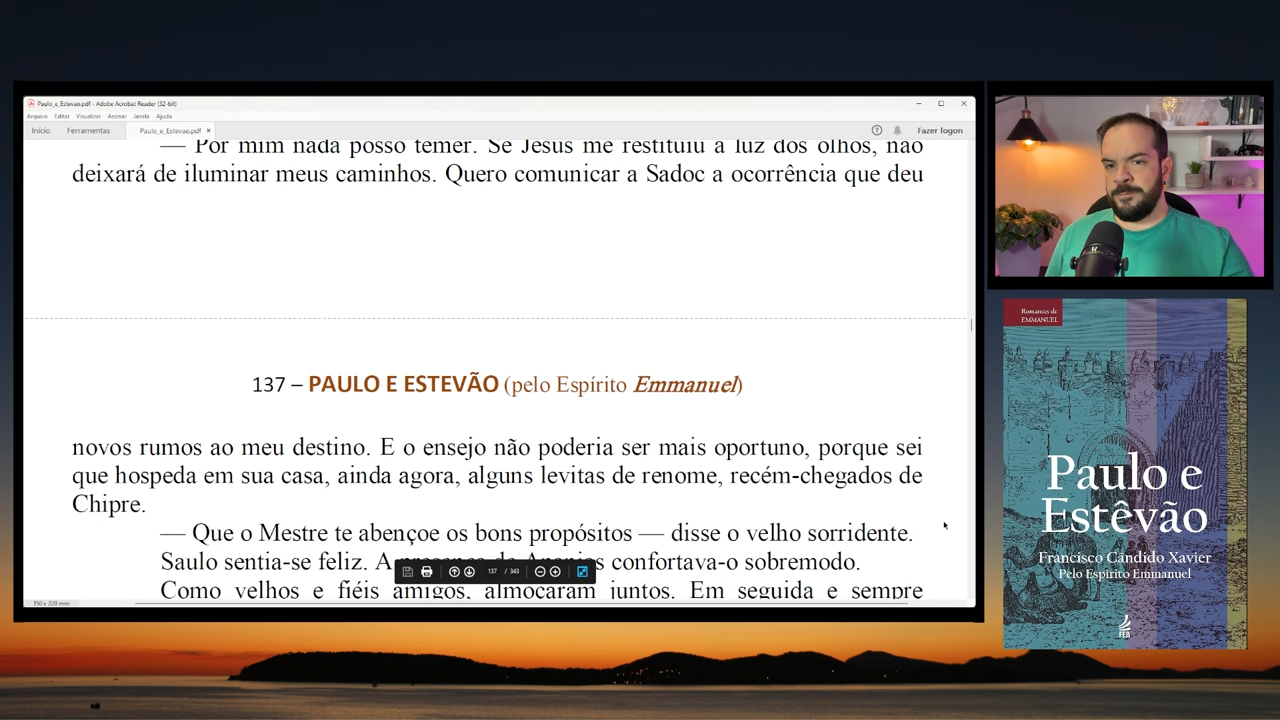 Paulo_e_Estevao.pdf - Adobe Acrobat Reader (32-bit)
Arquivo Editar Visualizar Assinar Janela Ajuda
Início Ferramentas Paulo_e_Estevao.pdf × Fazer logon
— Por mim nada posso temer. Se Jesus me restituiu a luz dos olhos, não
deixará de iluminar meus caminhos. Quero comunicar a Sadoc a ocorrência que deu
137 – PAULO E ESTEVÃO (pelo Espírito Emmanuel)
novos rumos ao meu destino. E o ensejo não poderia ser mais oportuno, porque sei
que hospeda em sua casa, ainda agora, alguns levitas de renome, recém-chegados de
Chipre.
— Que o Mestre te abençoe os bons propósitos — disse o velho sorridente.
Saulo sentia-se feliz. A presença de Ananias confortava-o sobremodo.
Como velhos e fiéis amigos, almoçaram juntos. Em seguida e sempre
137 / 343
150 x 220 mm
Romances de
EMMANUEL
Paulo e
Estêvão
Francisco Cândido Xavier
Pelo Espírito Emmanuel
FEB